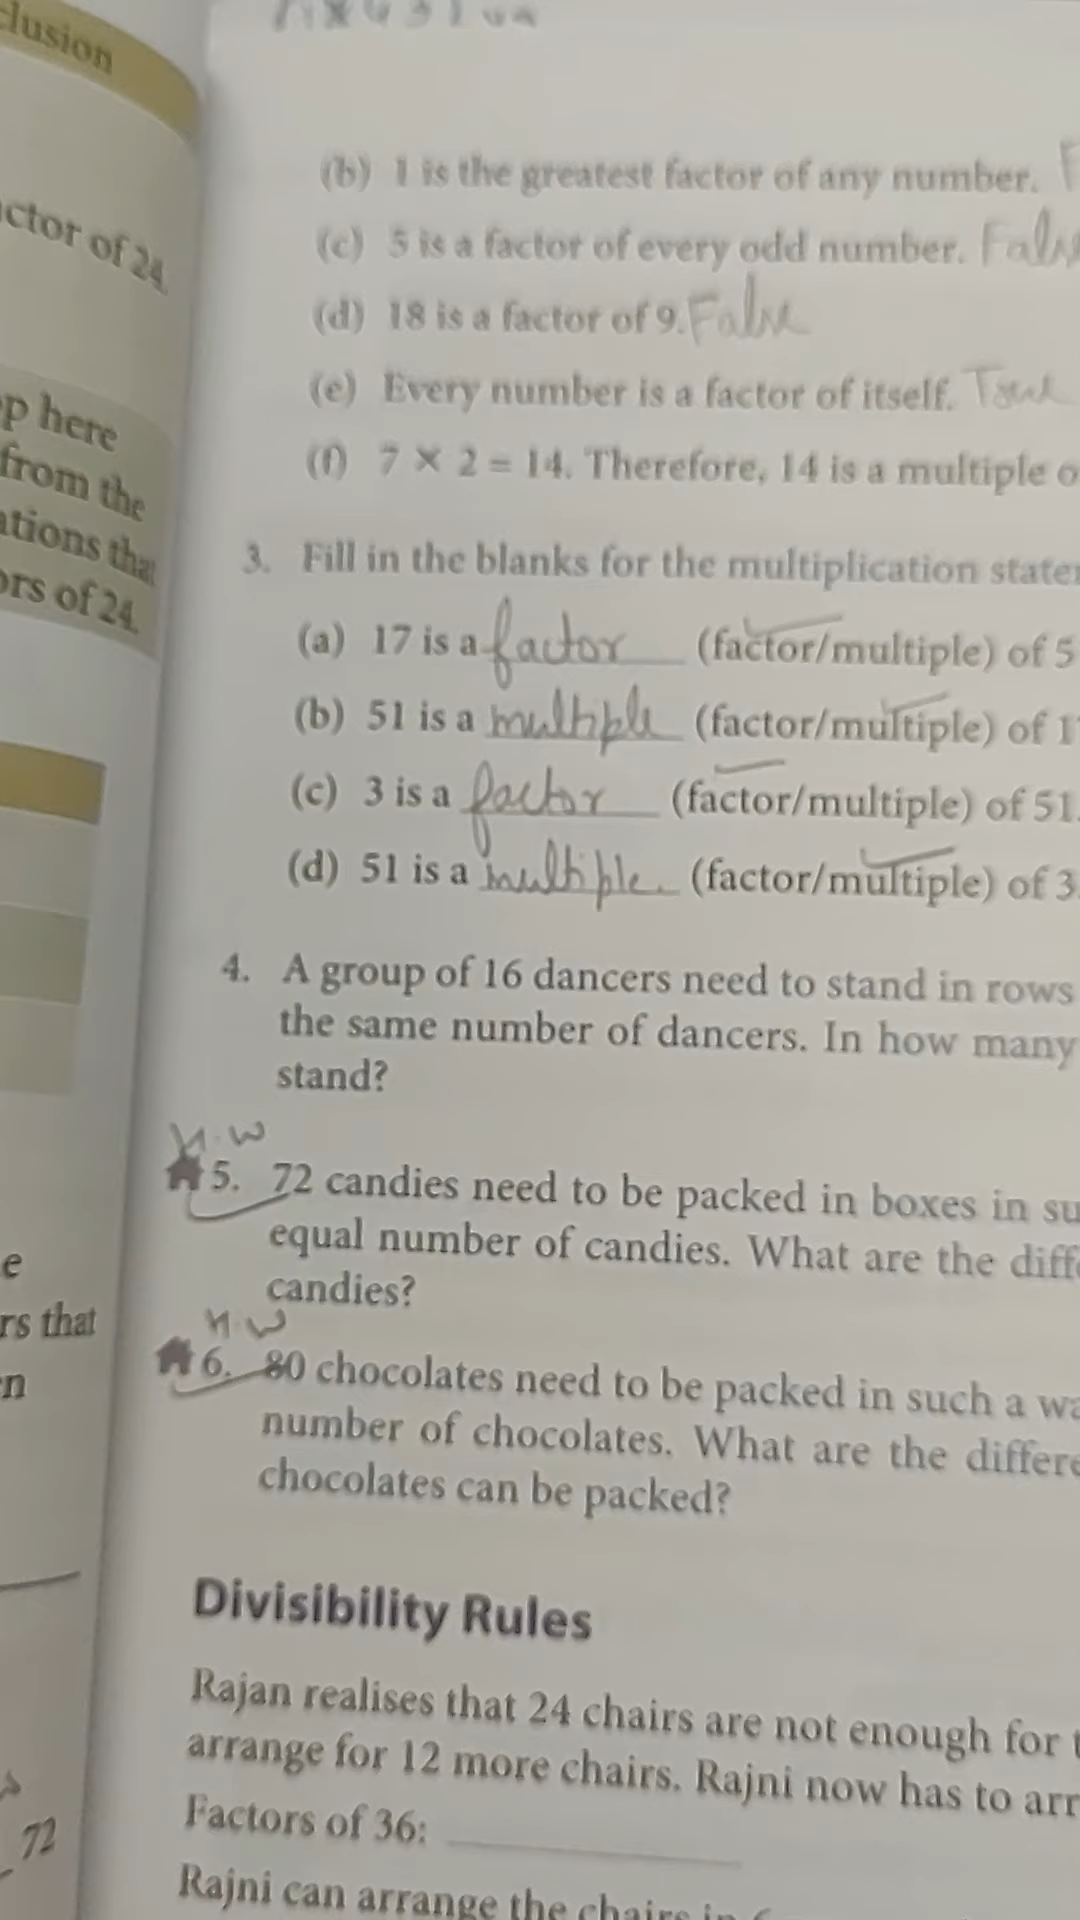 clusion
ctor of 24.
p here
from the
ations that
ors of 24.
e
rs that
n
72
(b) 1 is the greatest factor of any number. F
(c) 5 is a factor of every odd number. False
(d) 18 is a factor of 9. False
(e) Every number is a factor of itself. True
(f) 7 × 2 = 14. Therefore, 14 is a multiple o
3. Fill in the blanks for the multiplication state
(a) 17 is a factor (factor/multiple) of 5
(b) 51 is a multiple (factor/multiple) of 1
(c) 3 is a factor (factor/multiple) of 51.
(d) 51 is a multiple. (factor/multiple) of 3.
4. A group of 16 dancers need to stand in rows
the same number of dancers. In how many
stand?
H.W
5. 72 candies need to be packed in boxes in su
equal number of candies. What are the diffe
candies?
H.W
6. 80 chocolates need to be packed in such a wa
number of chocolates. What are the differe
chocolates can be packed?
Divisibility Rules
Rajan realises that 24 chairs are not enough for t
arrange for 12 more chairs. Rajni now has to arr
Factors of 36:
Rajni can arrange the chairs in